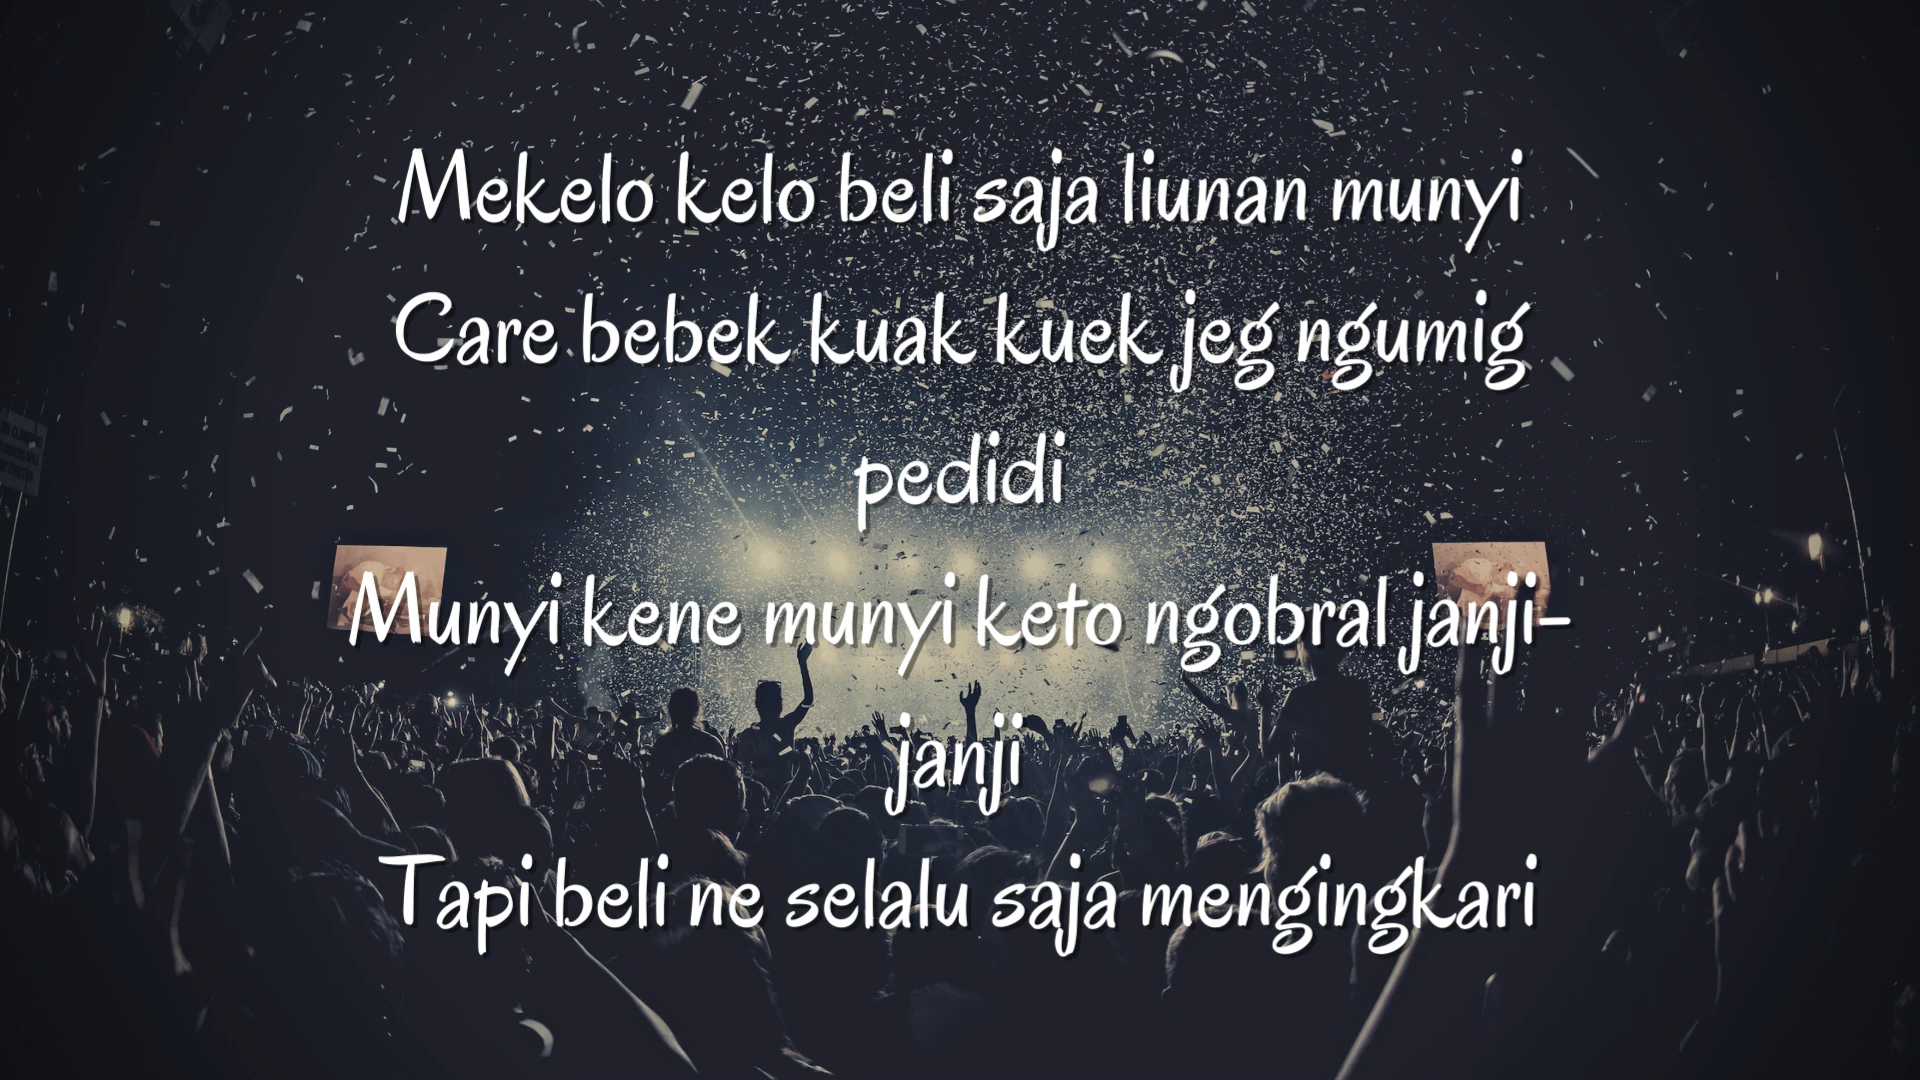 Mekelo kelo beli saja liunan munyi
Care bebek kuak kuek jeg ngumig
pedidi
Munyi kene munyi keto ngobral janji-
janji
Tapi beli ne selalu saja mengingkari